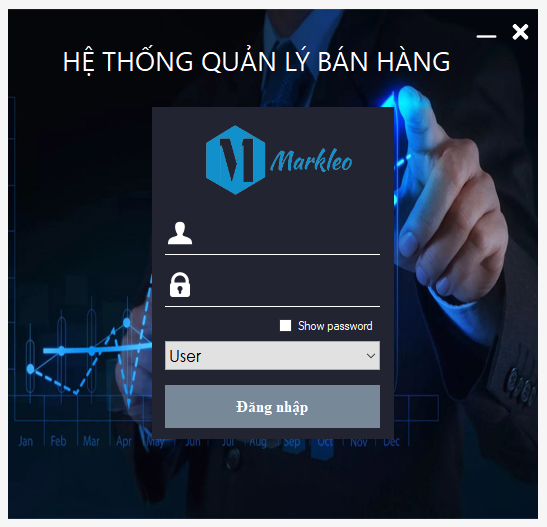 HỆ THỐNG QUẢN LÝ BÁN HÀNG
M Markleo
Show password
User
Đăng nhập
Jan Feb Mar Apr May Jun Jul Aug Sep Oct Nov Dec